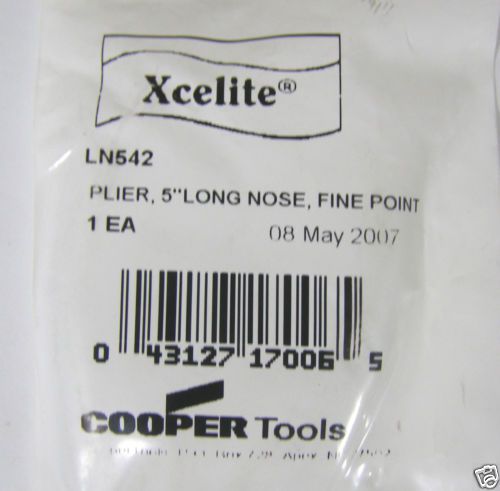 Xcelite®
LN542
PLIER, 5"LONG NOSE, FINE POINT
1 EA
08 May 2007
0 43127 17006 5
COOPER Tools